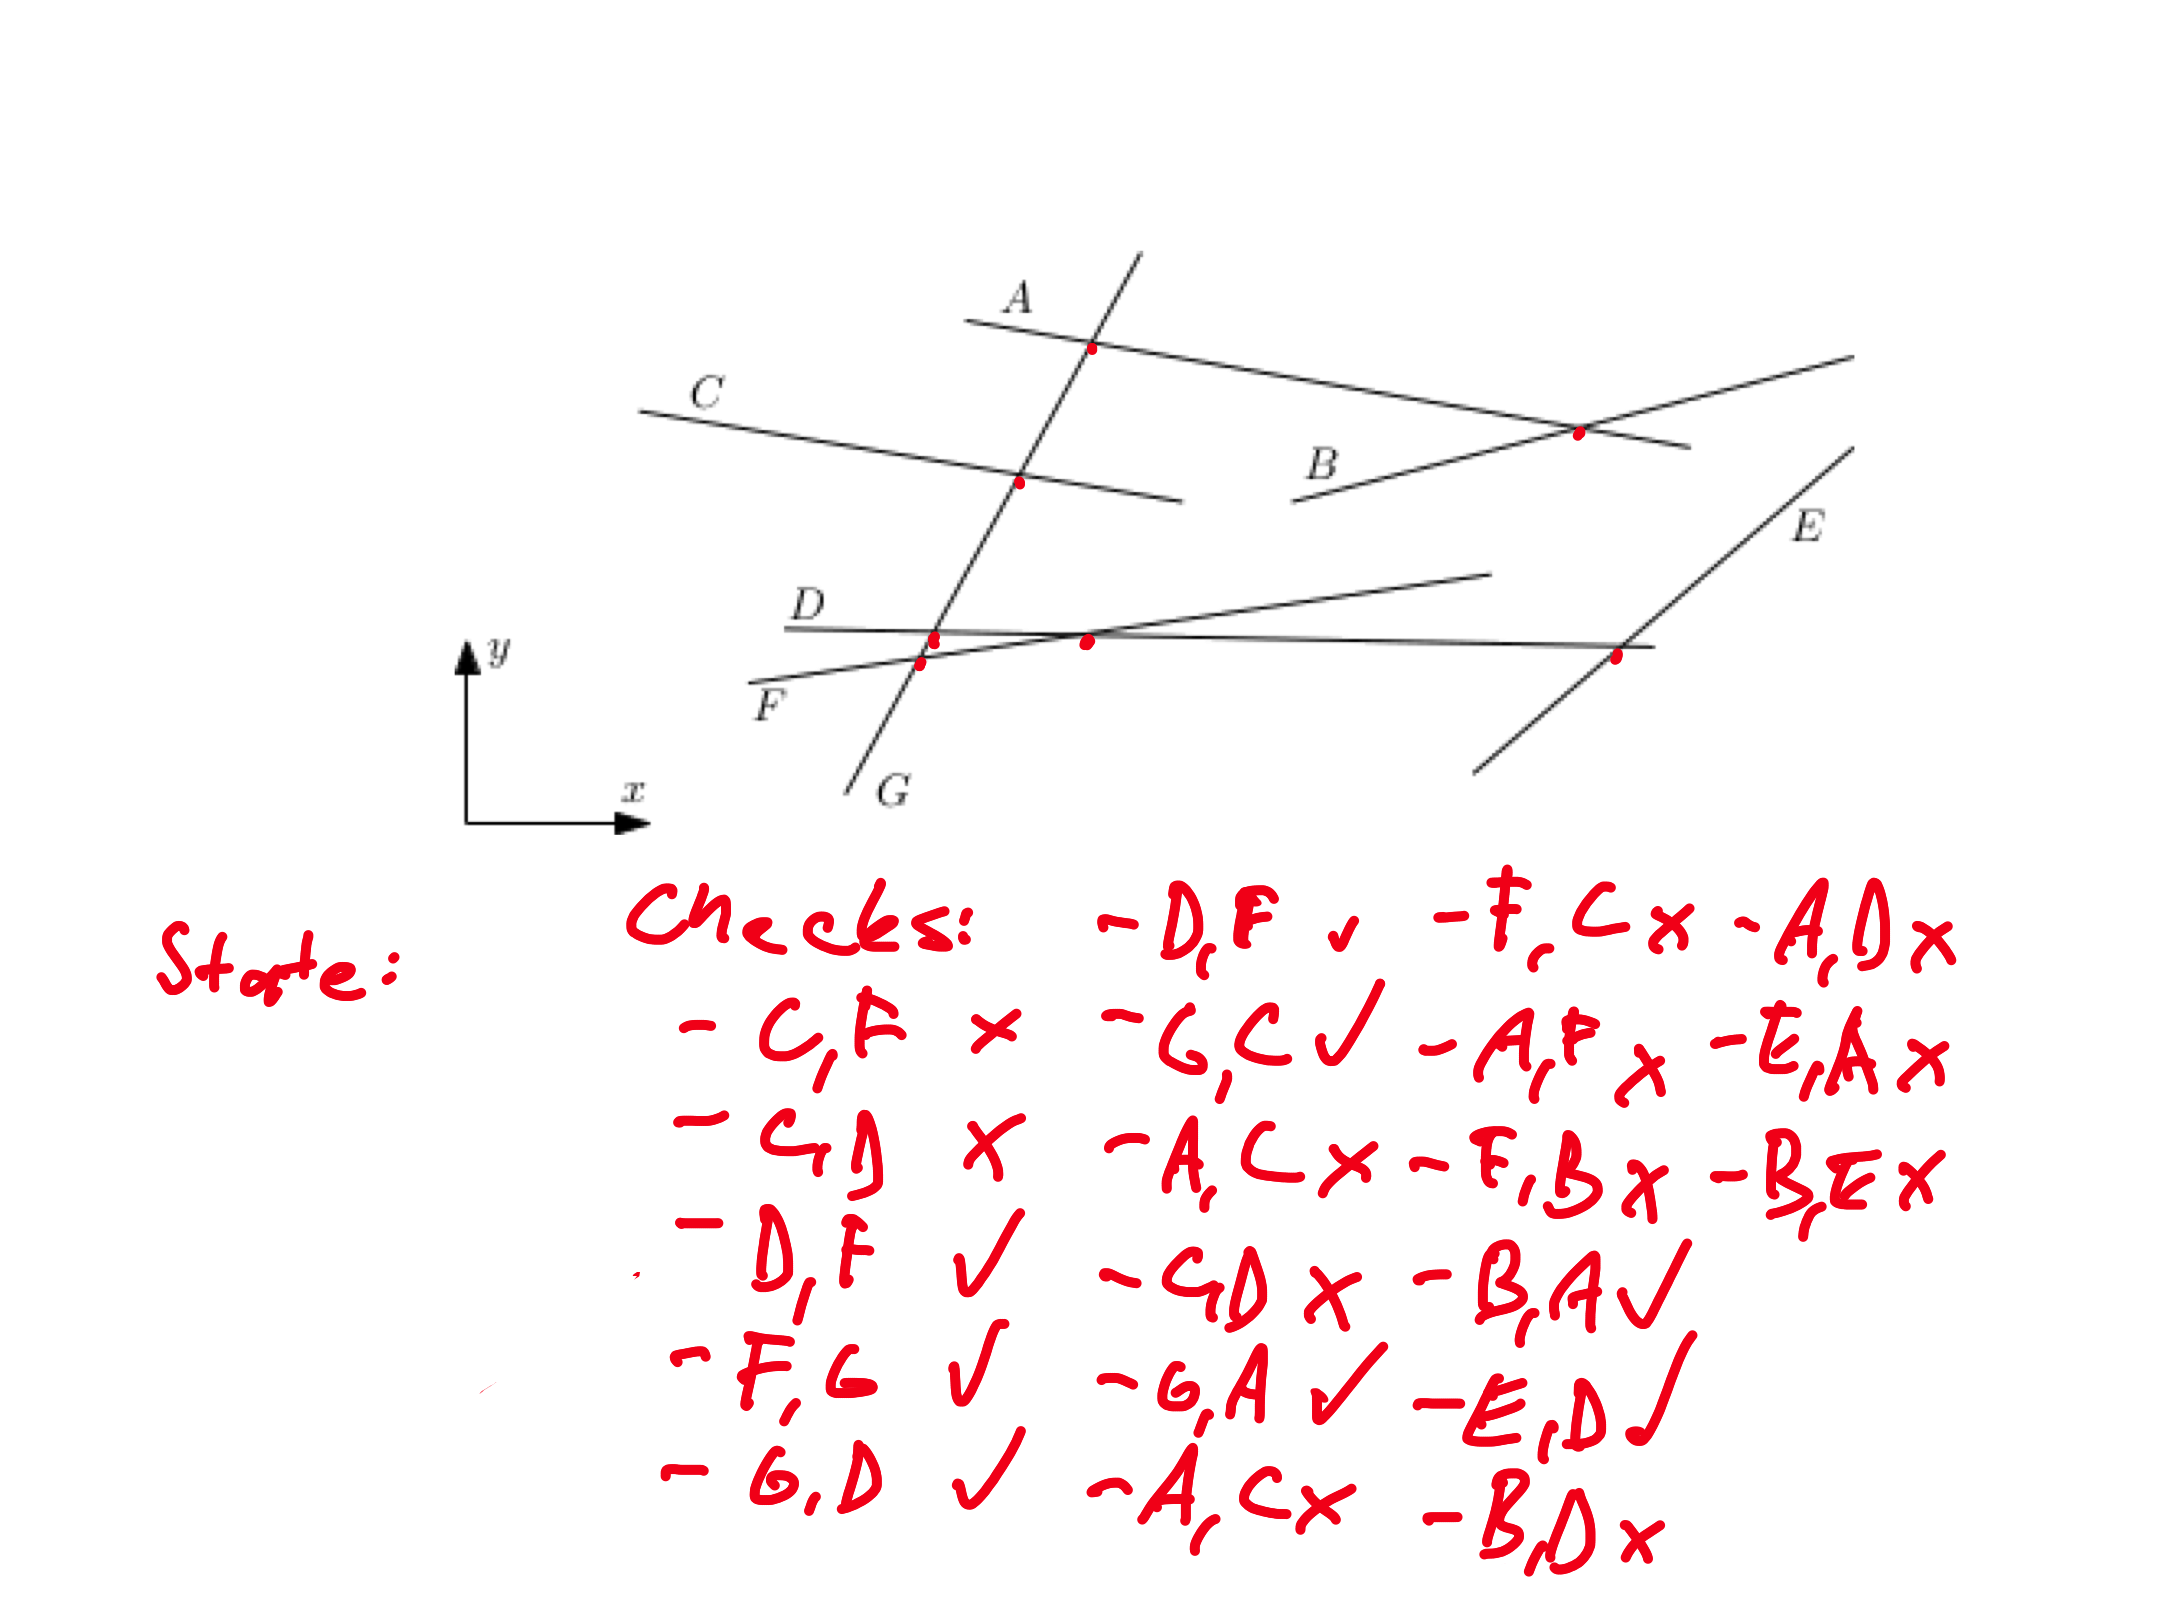 A
C
B
E
D
y
F
x
G
State:
Checks: - D,F ✓ - F,C x - A,D x
- C,F x - G,C ✓ - A,F x - E,A x
- C,D x - A,C x - F,B x - B,E x
- D,F ✓ - C,D x - B,A ✓
- F,G ✓ - G,A ✓ - E,D ✓
- G,D ✓ - A,C x - B,D x